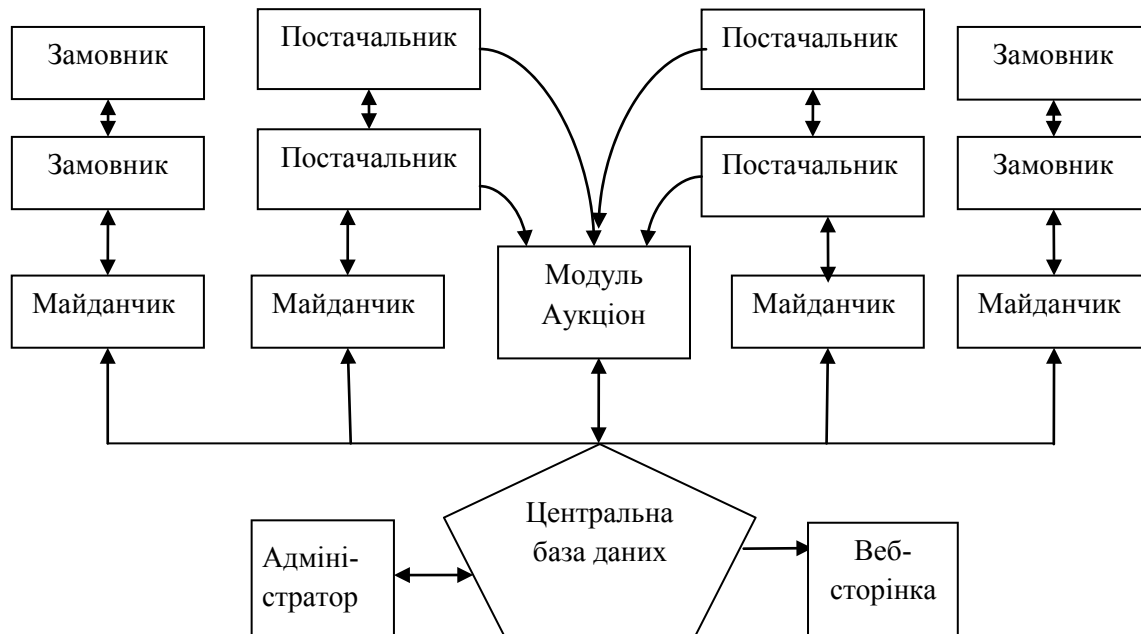 Замовник
Постачальник
Постачальник
Замовник
Замовник
Постачальник
Постачальник
Замовник
Майданчик
Майданчик
Модуль
Аукціон
Майданчик
Майданчик
Центральна
база даних
Адміні-
стратор
Веб-
сторінка